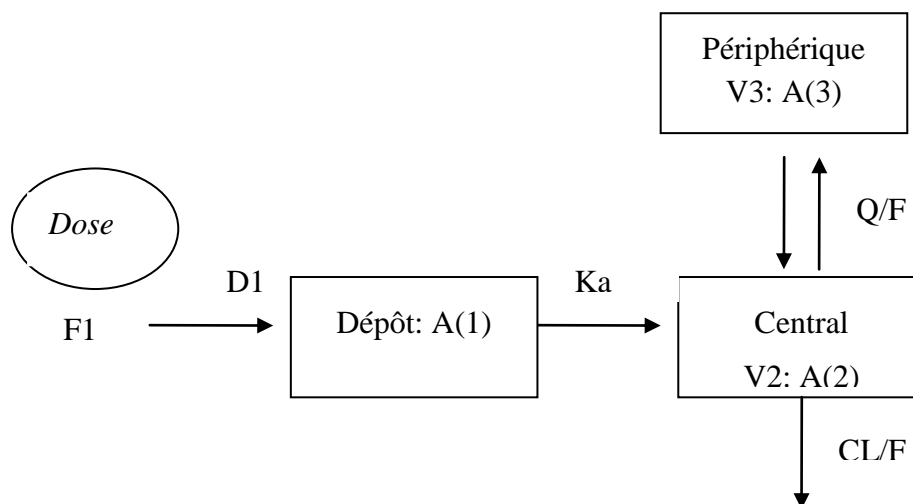 Périphérique
V3: A(3)
Dose
Q/F
D1
Ka
F1
Dépôt: A(1)
Central
V2: A(2)
CL/F